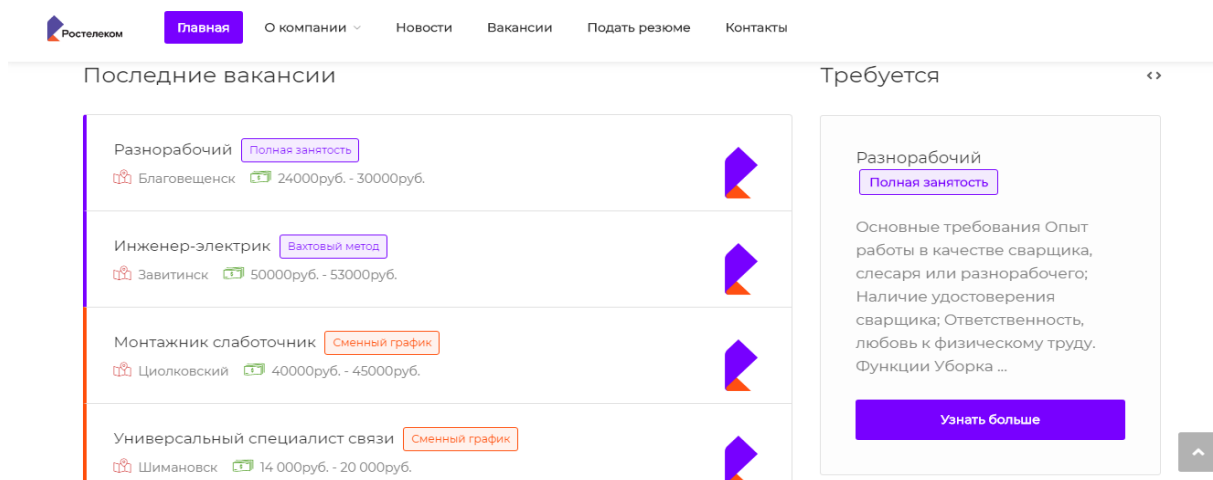 Ростелеком
Главная О компании Новости Вакансии Подать резюме Контакты
Последние вакансии
Разнорабочий Полная занятость
Благовещенск 24000руб. - 30000руб.
Инженер-электрик Вахтовый метод
Завитинск 50000руб. - 53000руб.
Монтажник слаботочник Сменный график
Циолковский 40000руб. - 45000руб.
Универсальный специалист связи Сменный график
Шимановск 14 000руб. - 20 000руб.
Требуется
Разнорабочий
Полная занятость
Основные требования Опыт
работы в качестве сварщика,
слесаря или разнорабочего;
Наличие удостоверения
сварщика; Ответственность,
любовь к физическому труду.
Функции Уборка ...
Узнать больше